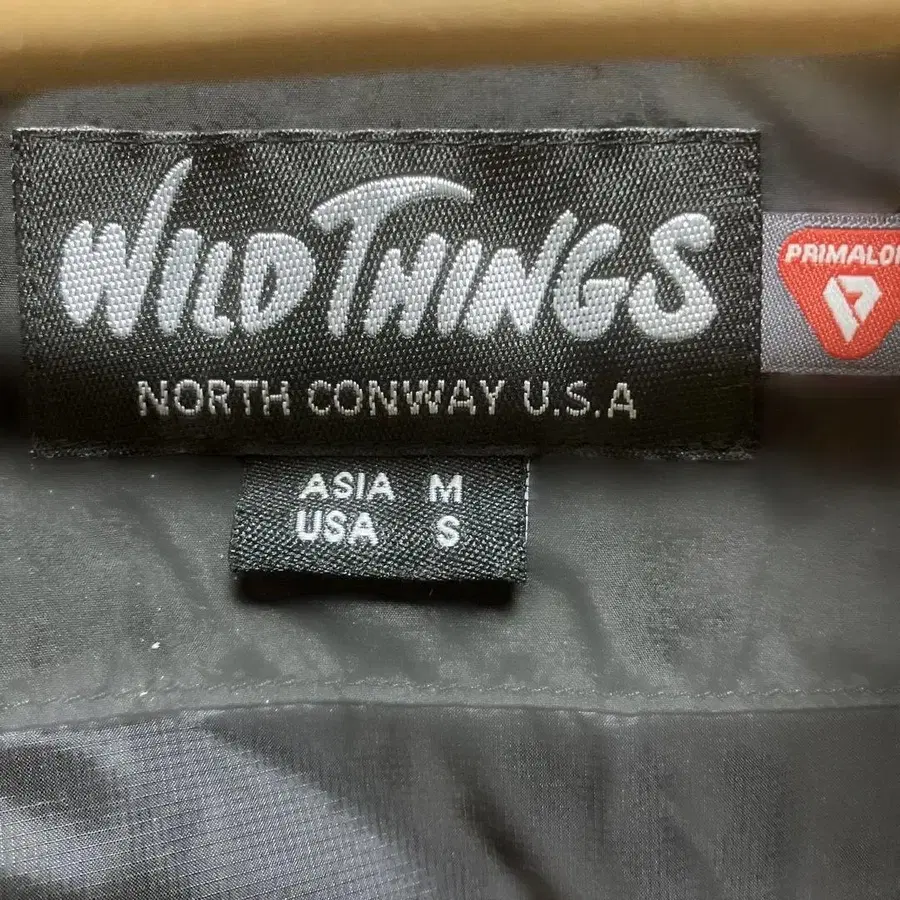 WILD THINGS
NORTH CONWAY U.S.A
ASIA M
USA S